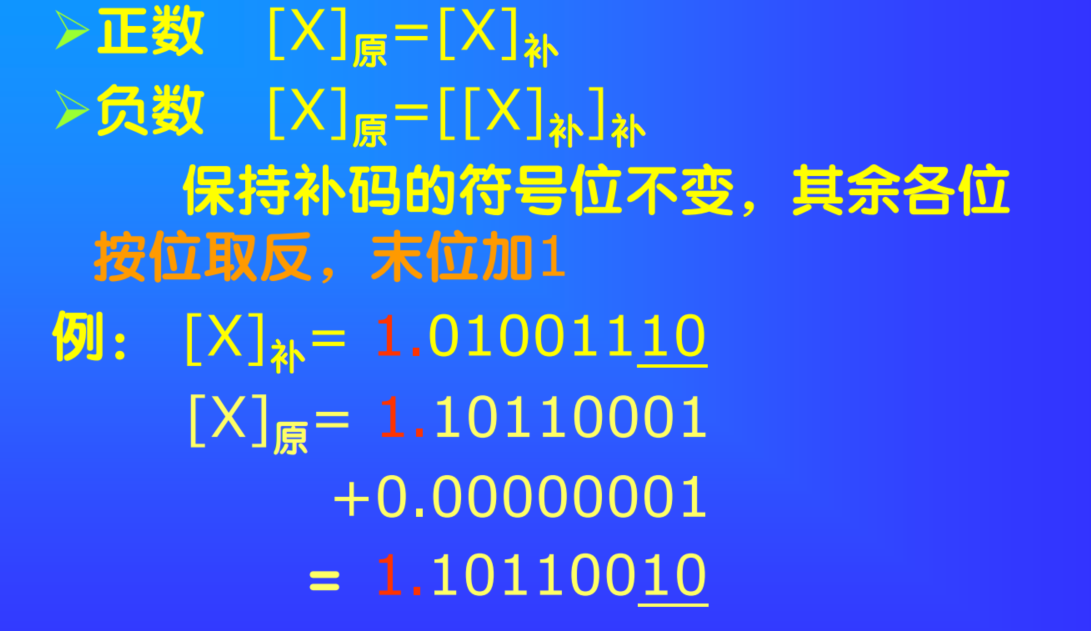 ➢正数 [X]原=[X]补
➢负数 [X]原=[[X]补]补
保持补码的符号位不变，其余各位
按位取反，末位加1
例： [X]补= 1.01001110
[X]原= 1.10110001
+0.00000001
= 1.10110010